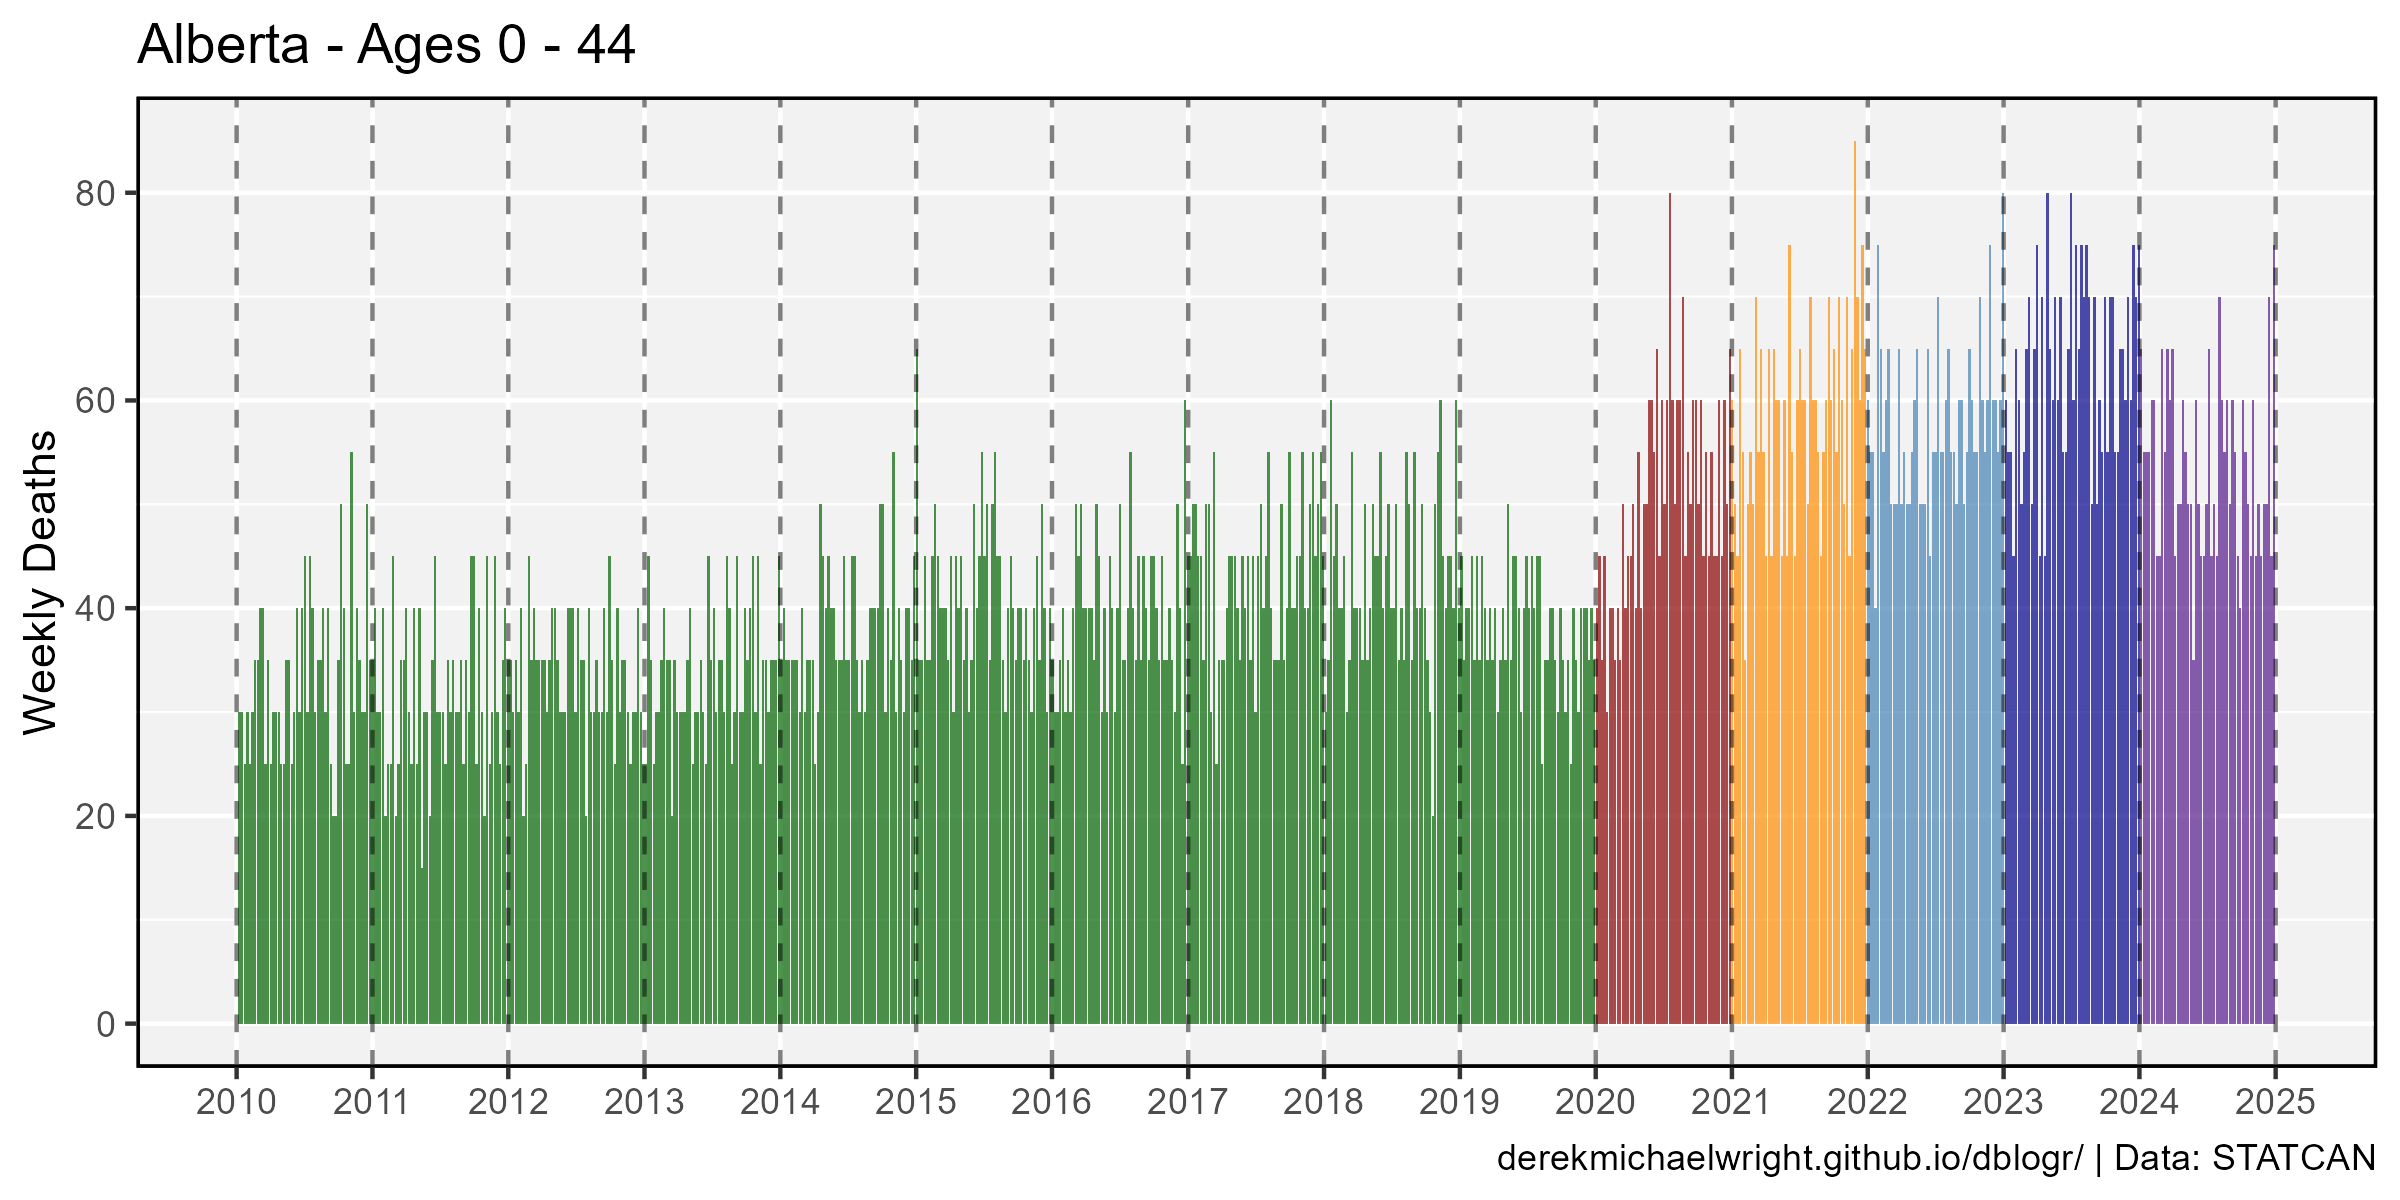 Alberta - Ages 0 - 44
Weekly Deaths
80
60
40
20
0
2010 2011 2012 2013 2014 2015 2016 2017 2018 2019 2020 2021 2022 2023 2024 2025
derekmichaelwright.github.io/dblogr/ | Data: STATCAN